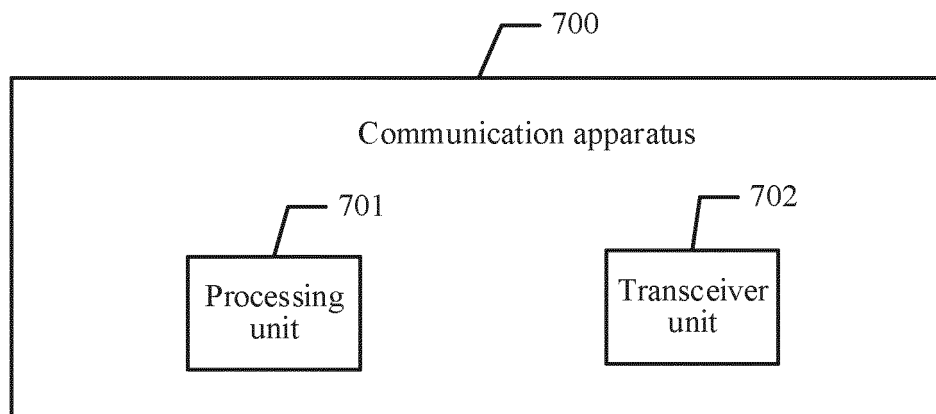 700
Communication apparatus
701
702
Processing
unit
Transceiver
unit